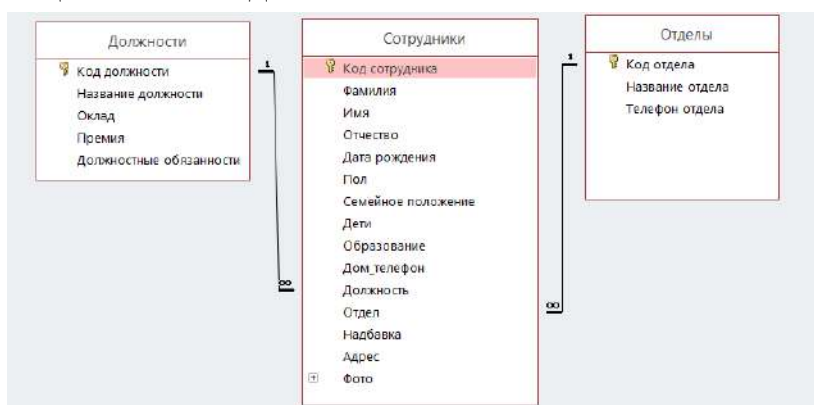 Должности
Код должности
Название должности
Оклад
Премия
Должностные обязанности
1
∞
Сотрудники
Код сотрудника
Фамилия
Имя
Отчество
Дата рождения
Пол
Семейное положение
Дети
Образование
Дом_телефон
Должность
Отдел
Надбавка
Адрес
Фото
1
∞
Отделы
Код отдела
Название отдела
Телефон отдела